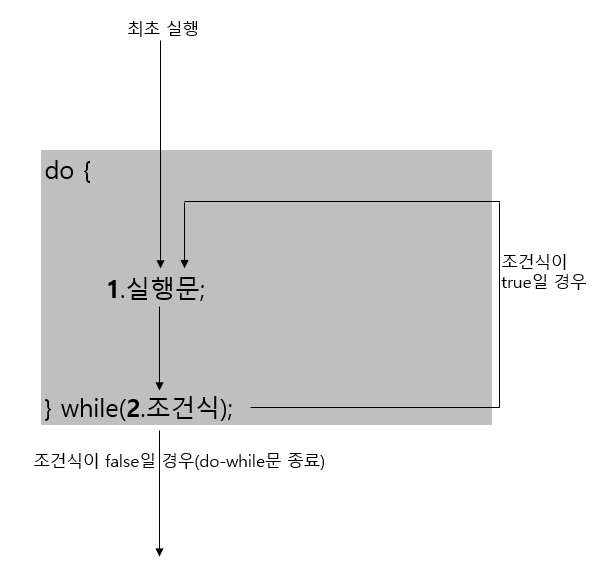 최초 실행
do {
조건식이
true일 경우
1.실행문;
} while(2.조건식);
조건식이 false일 경우(do-while문 종료)